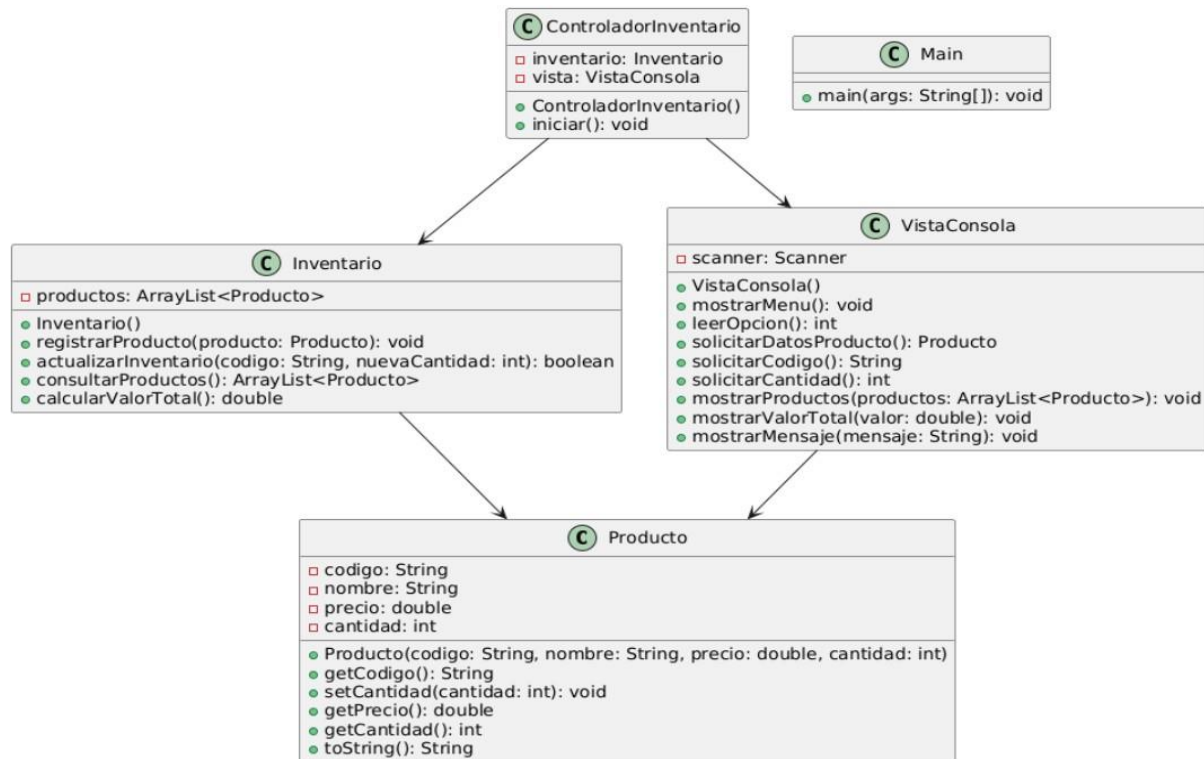 C ControladorInventario
inventario: Inventario
vista: VistaConsola
ControladorInventario()
iniciar(): void
C Main
main(args: String[]): void
C Inventario
productos: ArrayList<Producto>
Inventario()
registrarProducto(producto: Producto): void
actualizarInventario(codigo: String, nuevaCantidad: int): boolean
consultarProductos(): ArrayList<Producto>
calcularValorTotal(): double
C VistaConsola
scanner: Scanner
VistaConsola()
mostrarMenu(): void
leerOpcion(): int
solicitarDatosProducto(): Producto
solicitarCodigo(): String
solicitarCantidad(): int
mostrarProductos(productos: ArrayList<Producto>): void
mostrarValorTotal(valor: double): void
mostrarMensaje(mensaje: String): void
C Producto
codigo: String
nombre: String
precio: double
cantidad: int
Producto(codigo: String, nombre: String, precio: double, cantidad: int)
getCodigo(): String
setCantidad(cantidad: int): void
getPrecio(): double
getCantidad(): int
toString(): String